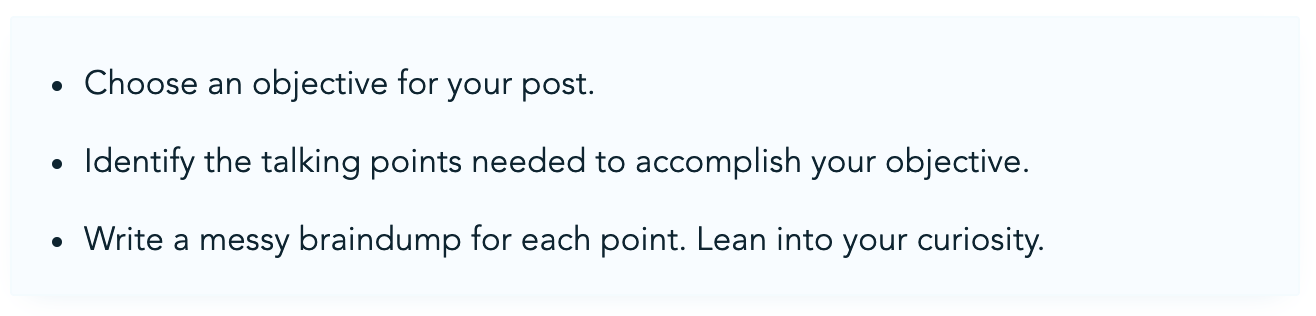 • Choose an objective for your post.
• Identify the talking points needed to accomplish your objective.
• Write a messy braindump for each point. Lean into your curiosity.